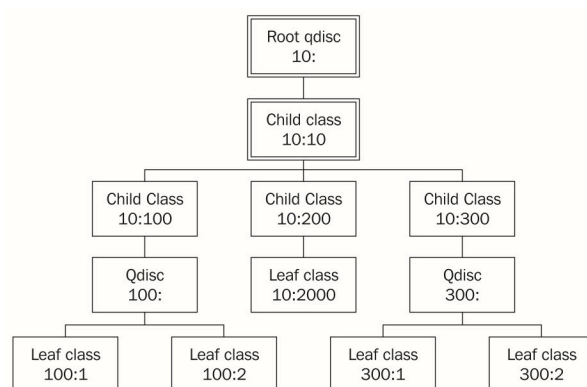 Root qdisc
10:
Child class
10:10
Child Class
10:100
Child Class
10:200
Child Class
10:300
Qdisc
100:
Leaf class
10:2000
Qdisc
300:
Leaf class
100:1
Leaf class
100:2
Leaf class
300:1
Leaf class
300:2